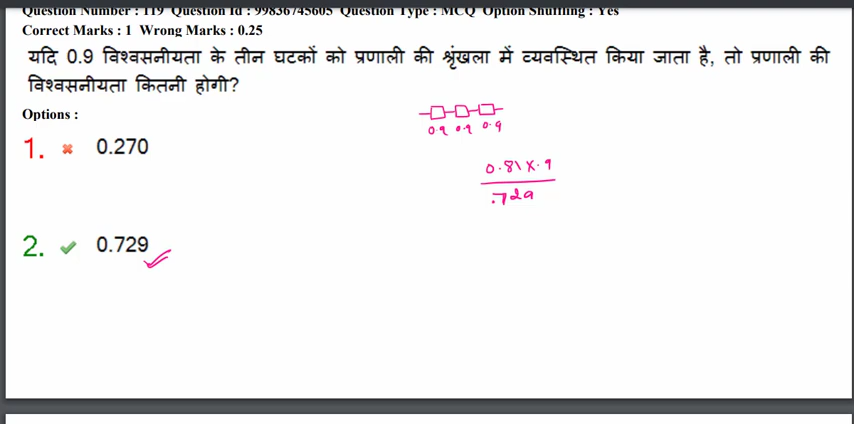 Question Number : 119 Question Id : 99836745605 Question Type : MCQ Option Shuffling : Yes
Correct Marks : 1 Wrong Marks : 0.25
यदि 0.9 विश्वसनीयता के तीन घटकों को प्रणाली की श्रृंखला में व्यवस्थित किया जाता है, तो प्रणाली की
विश्वसनीयता कितनी होगी?
Options :
0.9 0.9 0.9
1. 0.270
0.81 x .9
.729
2. 0.729